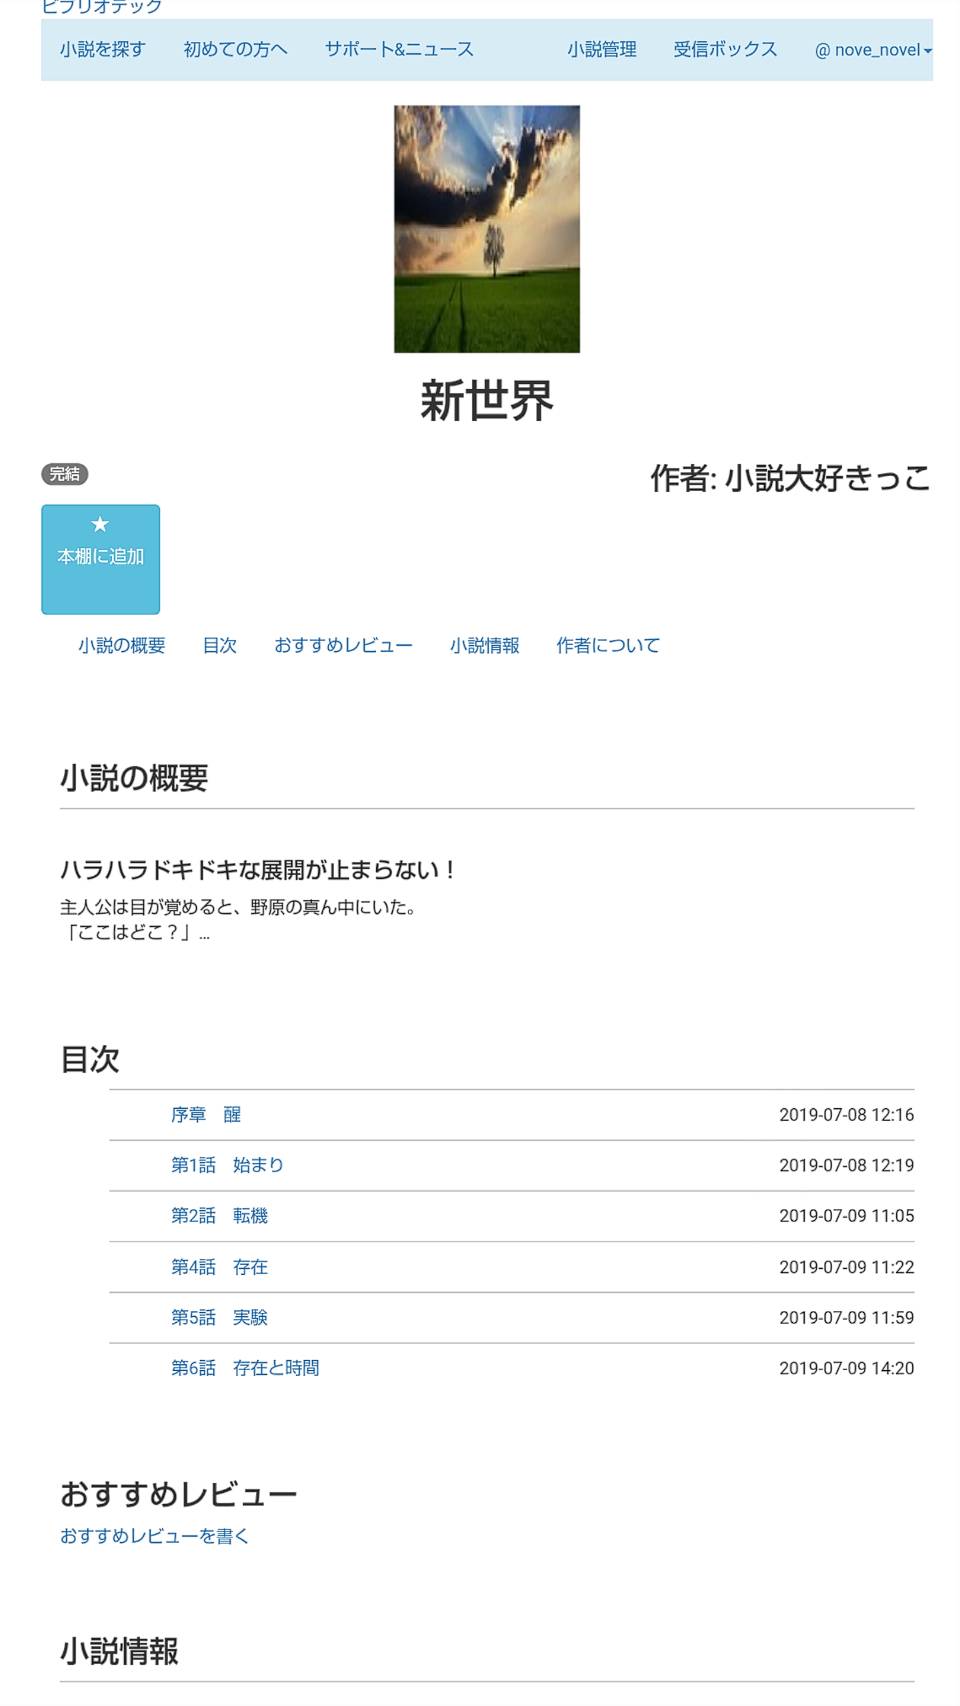 ビブリオテック
小説を探す 初めての方へ サポート&ニュース 小説管理 受信ボックス @ nove_novel
新世界
完結
作者: 小説大好きっこ
★
本棚に追加
小説の概要 目次 おすすめレビュー 小説情報 作者について
小説の概要
ハラハラドキドキな展開が止まらない！
主人公は目が覚めると、野原の真ん中にいた。
「ここはどこ？」...
目次
序章　醒 2019-07-08 12:16
第1話　始まり 2019-07-08 12:19
第2話　転機 2019-07-09 11:05
第4話　存在 2019-07-09 11:22
第5話　実験 2019-07-09 11:59
第6話　存在と時間 2019-07-09 14:20
おすすめレビュー
おすすめレビューを書く
小説情報